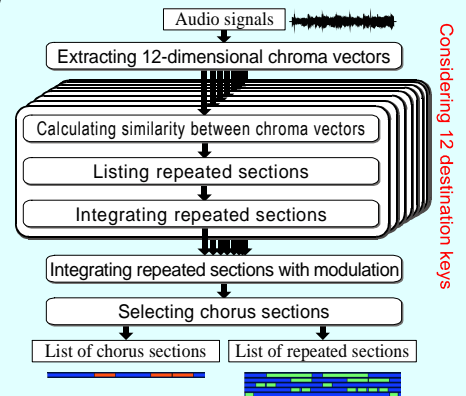 Audio signals
Extracting 12-dimensional chroma vectors
Calculating similarity between chroma vectors
Listing repeated sections
Integrating repeated sections
Considering 12 destination keys
Integrating repeated sections with modulation
Selecting chorus sections
List of chorus sections
List of repeated sections